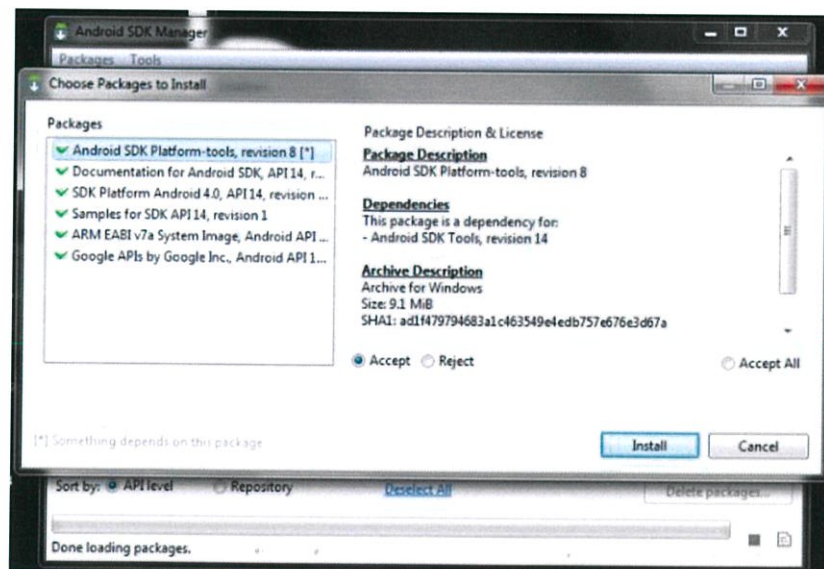 Android SDK Manager
Packages Tools
Choose Packages to Install
Packages
Android SDK Platform-tools, revision 8 [*]
Documentation for Android SDK, API 14, r...
SDK Platform Android 4.0, API 14, revision ...
Samples for SDK API 14, revision 1
ARM EABI v7a System Image, Android API ...
Google APIs by Google Inc., Android API 1...
Package Description & License
Package Description
Android SDK Platform-tools, revision 8
Dependencies
This package is a dependency for:
- Android SDK Tools, revision 14
Archive Description
Archive for Windows
Size: 9.1 MiB
SHA1: ad1f479794683a1c463549e4edb757e676e3d67a
Accept Reject Accept All
[*] Something depends on this package
Install Cancel
Sort by: API level Repository Deselect All Delete packages...
Done loading packages.